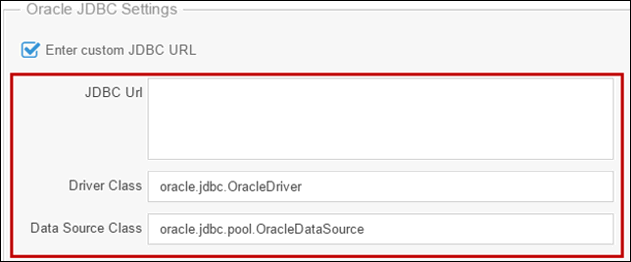 Oracle JDBC Settings
Enter custom JDBC URL
JDBC Url
Driver Class oracle.jdbc.OracleDriver
Data Source Class oracle.jdbc.pool.OracleDataSource